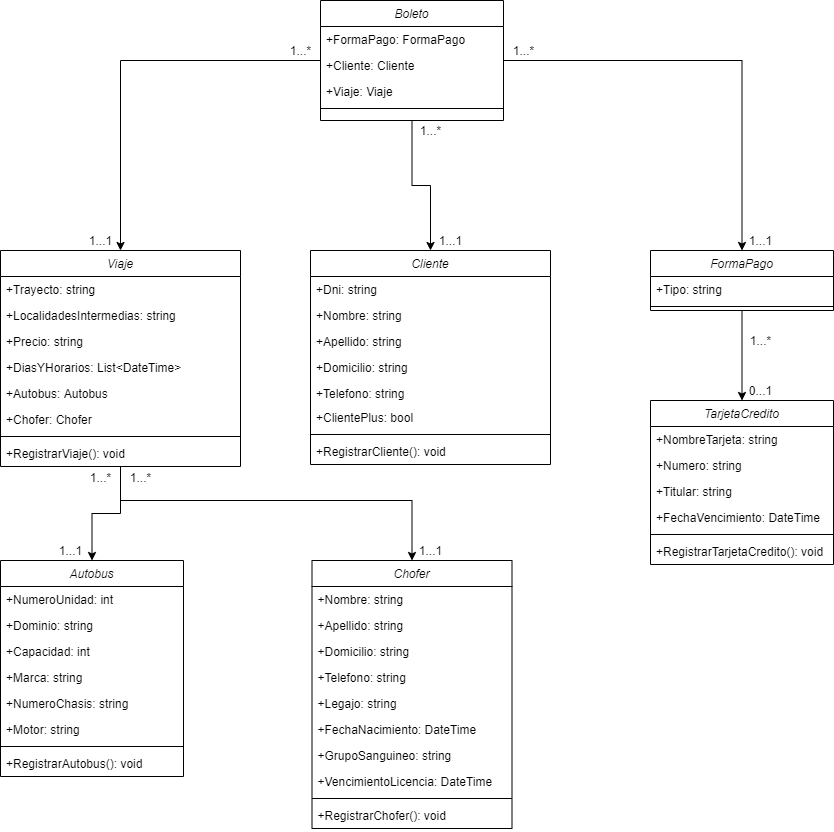 Boleto
+FormaPago: FormaPago
+Cliente: Cliente
+Viaje: Viaje
1...*
1...*
1...*
1...1
1...1
1...1
Viaje
+Trayecto: string
+LocalidadesIntermedias: string
+Precio: string
+DiasYHorarios: List<DateTime>
+Autobus: Autobus
+Chofer: Chofer
+RegistrarViaje(): void
Cliente
+Dni: string
+Nombre: string
+Apellido: string
+Domicilio: string
+Telefono: string
+ClientePlus: bool
+RegistrarCliente(): void
FormaPago
+Tipo: string
1...*
0...1
TarjetaCredito
+NombreTarjeta: string
+Numero: string
+Titular: string
+FechaVencimiento: DateTime
+RegistrarTarjetaCredito(): void
1...*
1...*
1...1
1...1
Autobus
+NumeroUnidad: int
+Dominio: string
+Capacidad: int
+Marca: string
+NumeroChasis: string
+Motor: string
+RegistrarAutobus(): void
Chofer
+Nombre: string
+Apellido: string
+Domicilio: string
+Telefono: string
+Legajo: string
+FechaNacimiento: DateTime
+GrupoSanguineo: string
+VencimientoLicencia: DateTime
+RegistrarChofer(): void